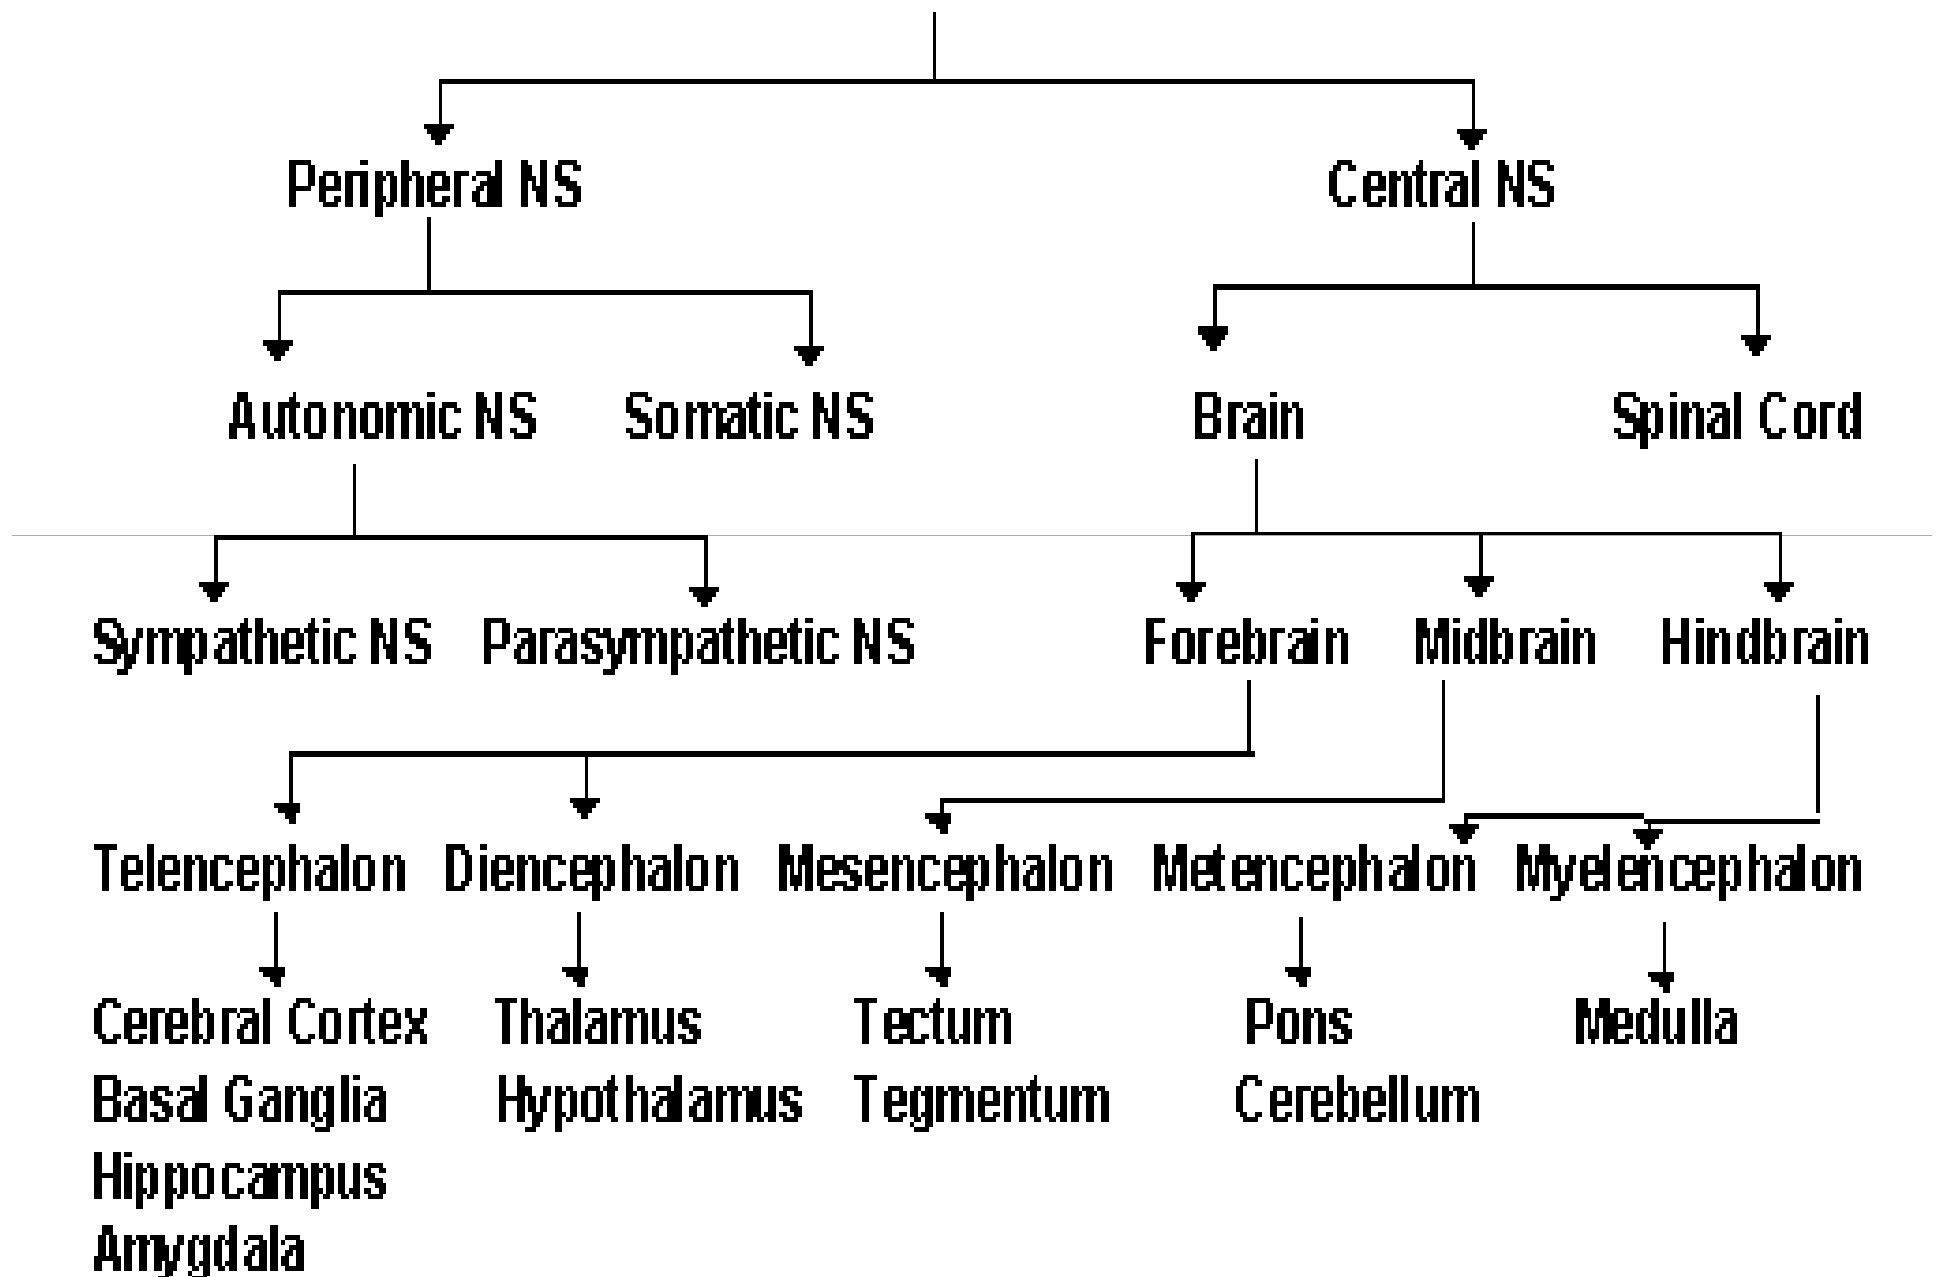 Peripheral NS Central NS
Autonomic NS Somatic NS Brain Spinal Cord
Sympathetic NS Parasympathetic NS Forebrain Midbrain Hindbrain
Telencephalon Diencephalon Mesencephalon Metencephalon Myelencephalon
Cerebral Cortex Thalamus Tectum Pons Medulla
Basal Ganglia Hypothalamus Tegmentum Cerebellum
Hippocampus
Amygdala